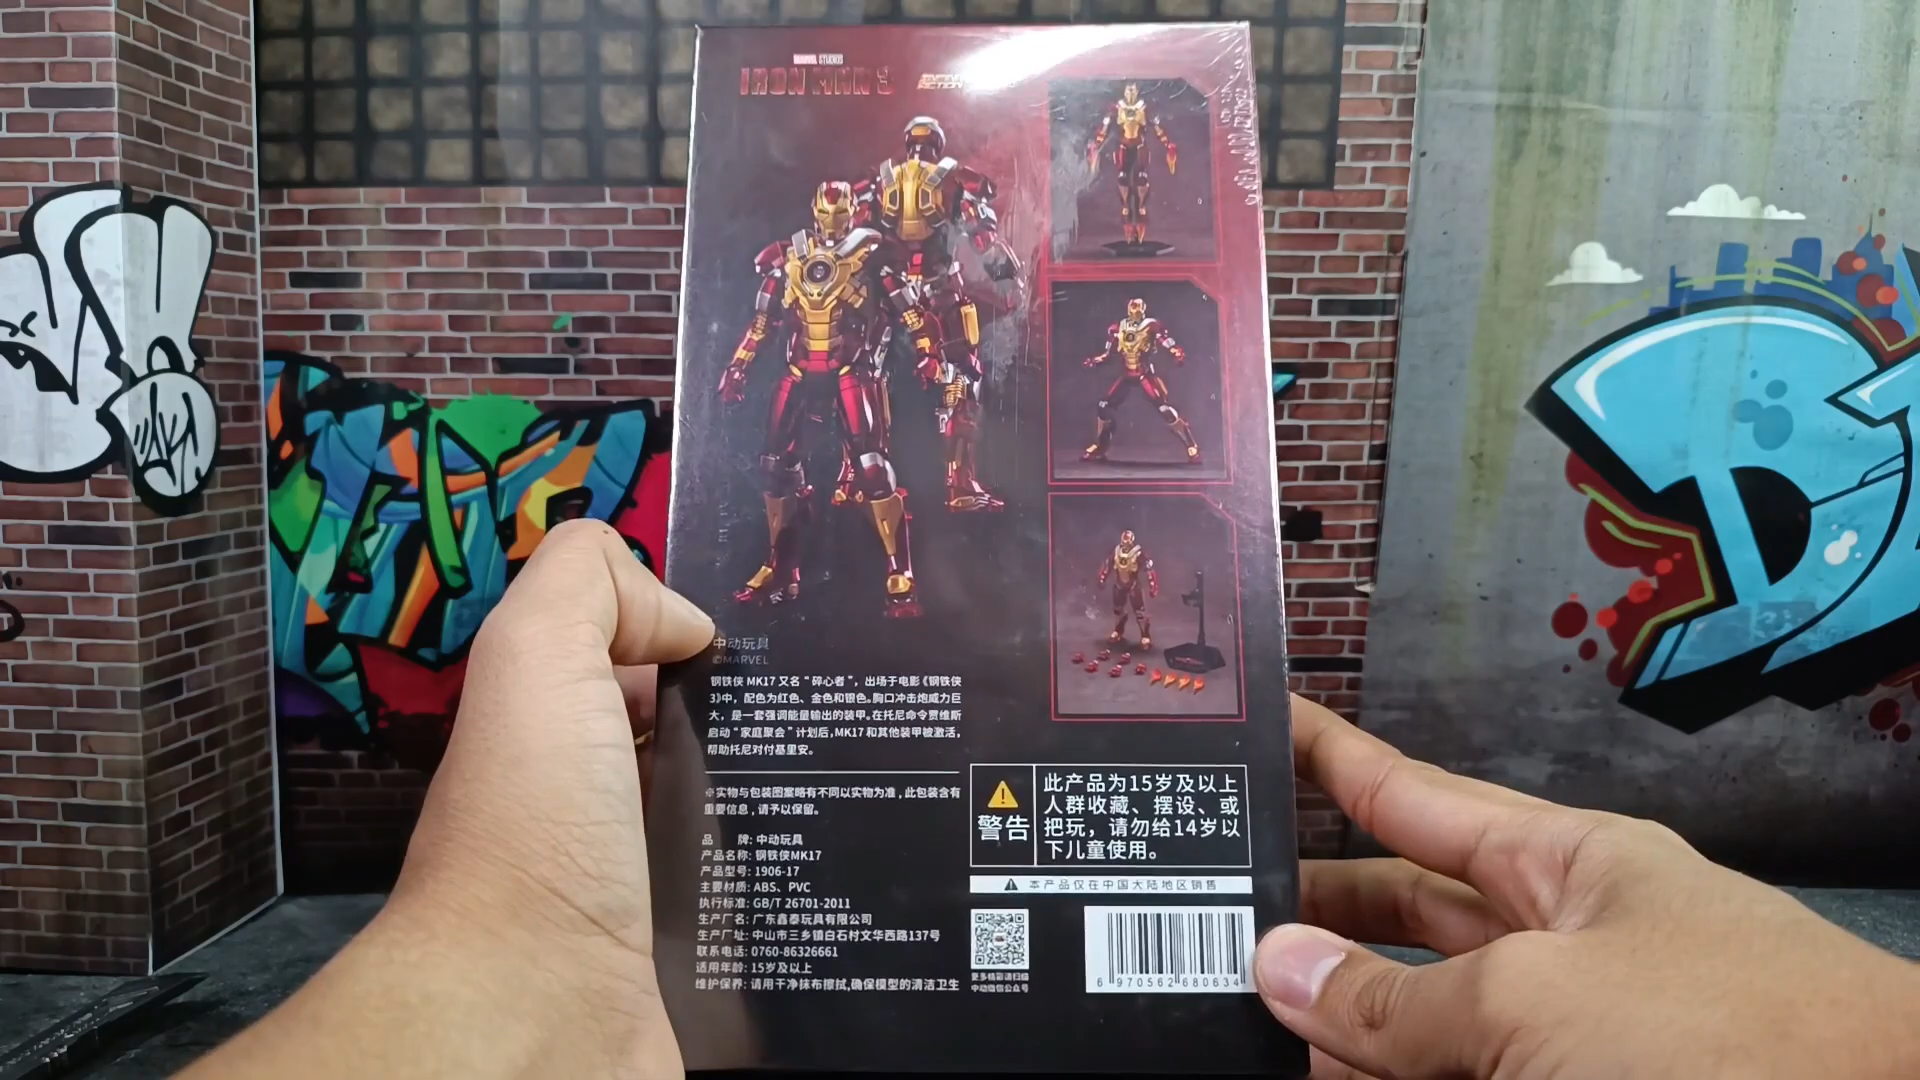 MARVEL STUDIOS
IRON MAN 3
中动玩具
©MARVEL
钢铁侠 MK17 又名“碎心者”，出场于电影《钢铁侠
3》中，配色为红色、金色和银色。胸口冲击炮威力巨
大，是一套强调能量输出的装甲。在托尼命令贾维斯
启动“家庭聚会”计划后，MK17 和其他装甲被激活，
帮助托尼对付基里安。
※实物与包装图案略有不同以实物为准，此包装含有
重要信息，请予以保留。
品 牌: 中动玩具
产品名称: 钢铁侠MK17
产品型号: 1906-17
主要材质: ABS、PVC
执行标准: GB/T 26701-2011
生产厂名: 广东鑫泰玩具有限公司
生产厂址: 中山市三乡镇白石村文华西路137号
联系电话: 0760-86326661
适用年龄: 15岁及以上
维护保养: 请用干净抹布擦拭,确保模型的清洁卫生
警告
此产品为15岁及以上
人群收藏、摆设、或
把玩，请勿给14岁以
下儿童使用。
本产品仅在中国大陆地区销售
更多精彩请扫描
中动微信公众号
6 970562 680634